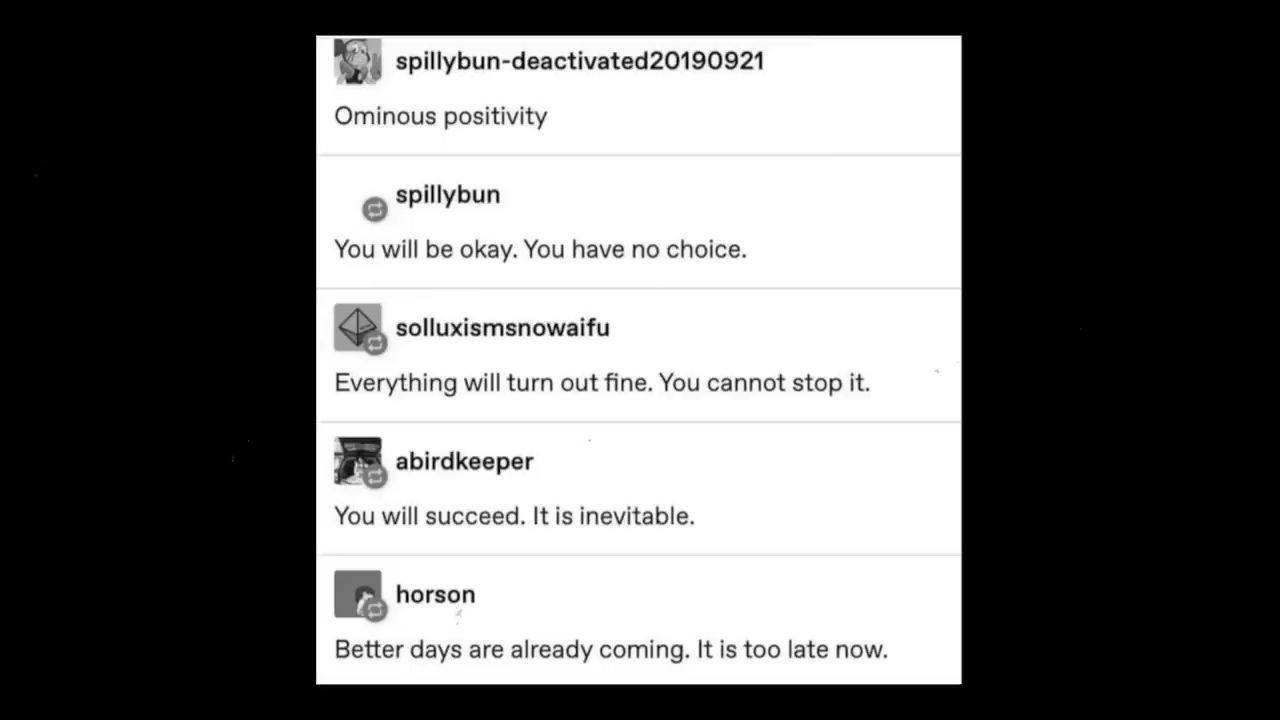 spillybun-deactivated20190921
Ominous positivity
spillybun
You will be okay. You have no choice.
solluxismsnowaifu
Everything will turn out fine. You cannot stop it.
abirdkeeper
You will succeed. It is inevitable.
horson
Better days are already coming. It is too late now.